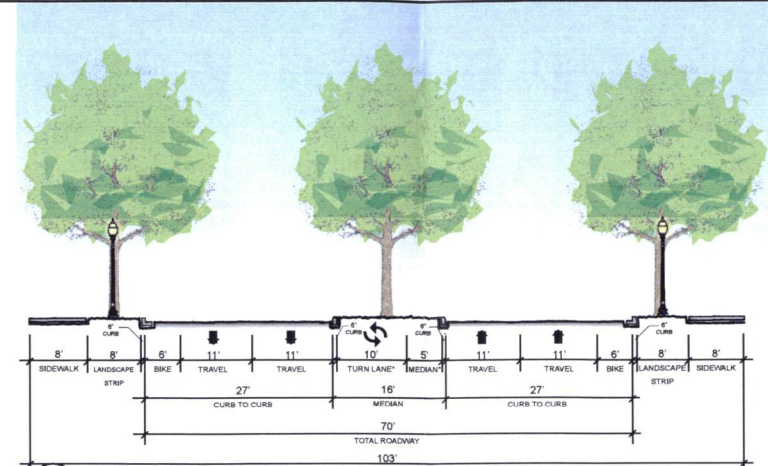 6" CURB
6" CURB
6" CURB
6" CURB
8' 8' 6' 11' 11' 10' 5' 11' 11' 6' 8' 8'
SIDEWALK LANDSCAPE STRIP BIKE TRAVEL TRAVEL TURN LANE* MEDIAN* TRAVEL TRAVEL BIKE LANDSCAPE STRIP SIDEWALK
27' 16' 27'
CURB TO CURB MEDIAN CURB TO CURB
70'
TOTAL ROADWAY
103'